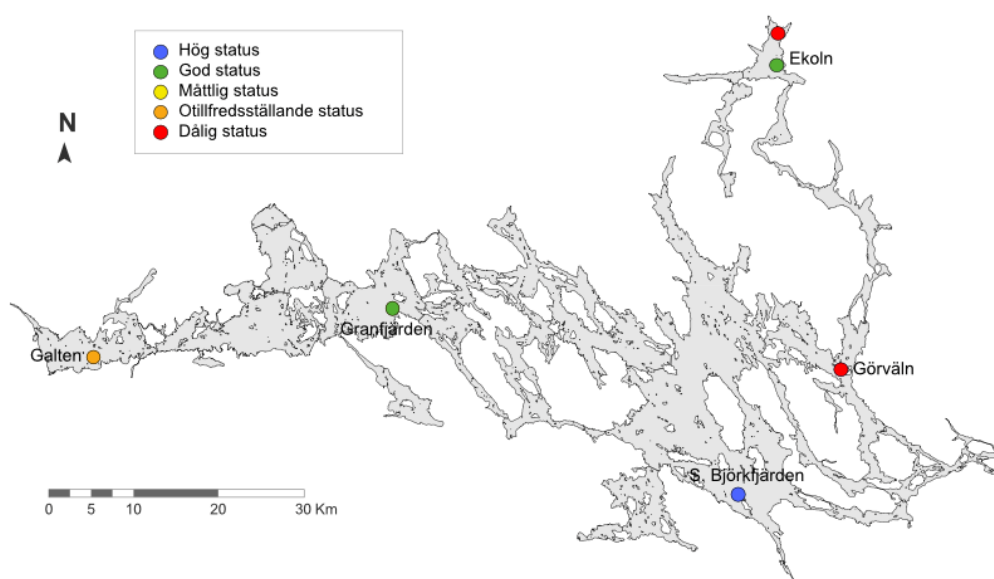 Hög status
God status
Måttlig status
Otillfredsställande status
Dålig status
N
Ekoln
Granfjärden
Galten
Görväln
S. Björkfjärden
0 5 10 20 30 Km